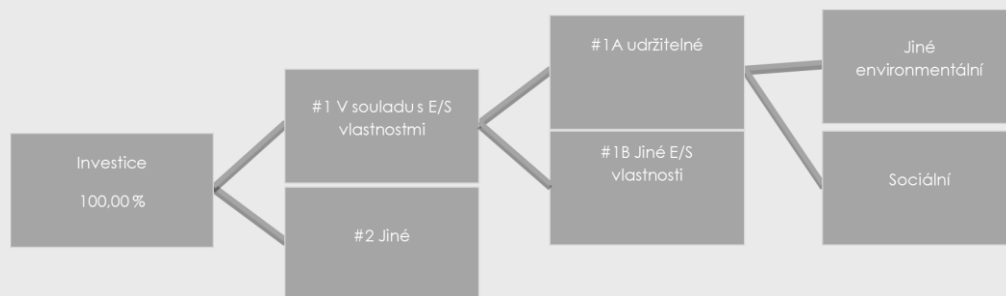 Investice
100,00 %
#1 V souladu s E/S
vlastnostmi
#2 Jiné
#1A udržitelné
#1B Jiné E/S
vlastnosti
Jiné
environmentální
Sociální